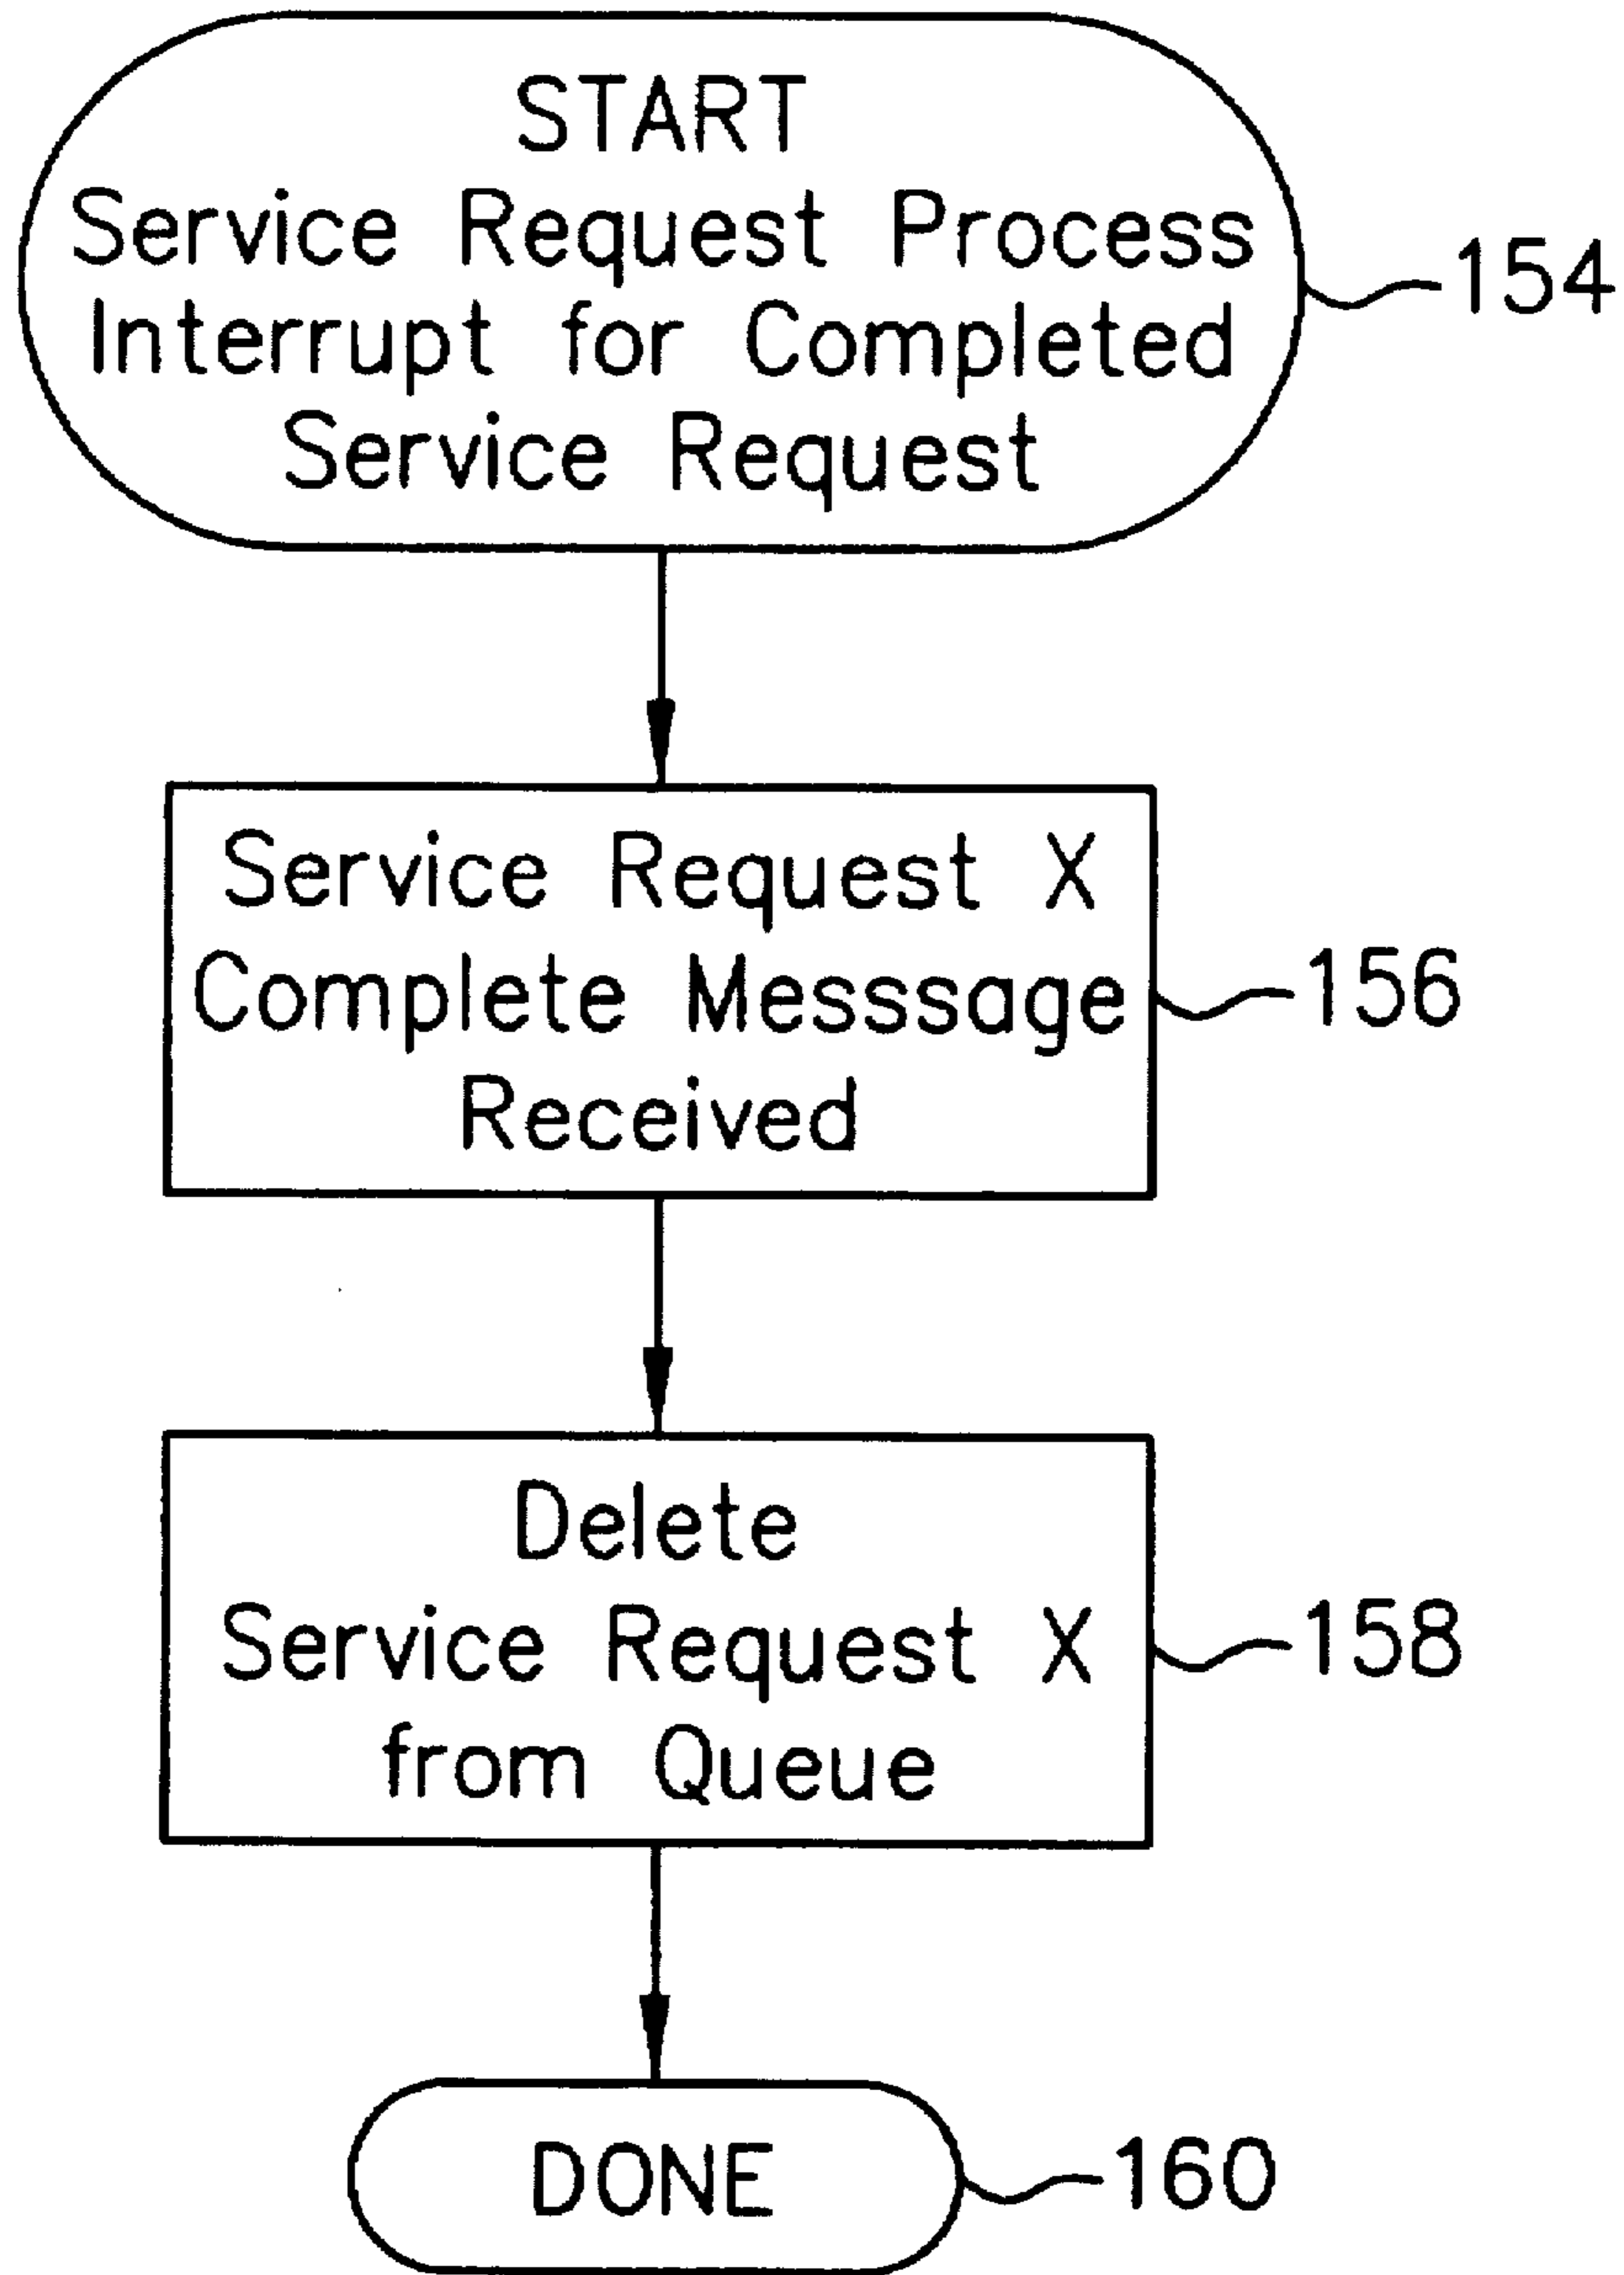 START
Service Request Process
Interrupt for Completed
Service Request
154
Service Request X
Complete Messsage
Received
156
Delete
Service Request X
from Queue
158
DONE
160